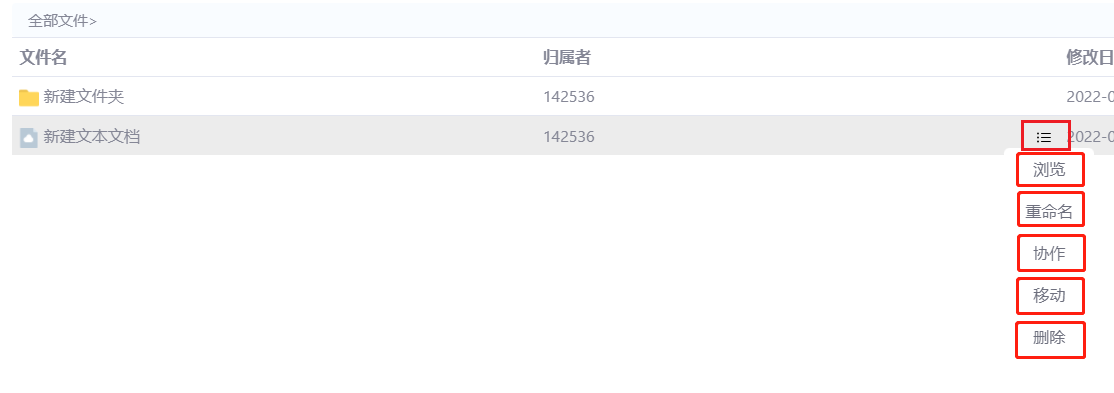 全部文件>
文件名 归属者 修改日
新建文件夹 142536 2022-0
新建文本文档 142536 2022-0
浏览
重命名
协作
移动
删除